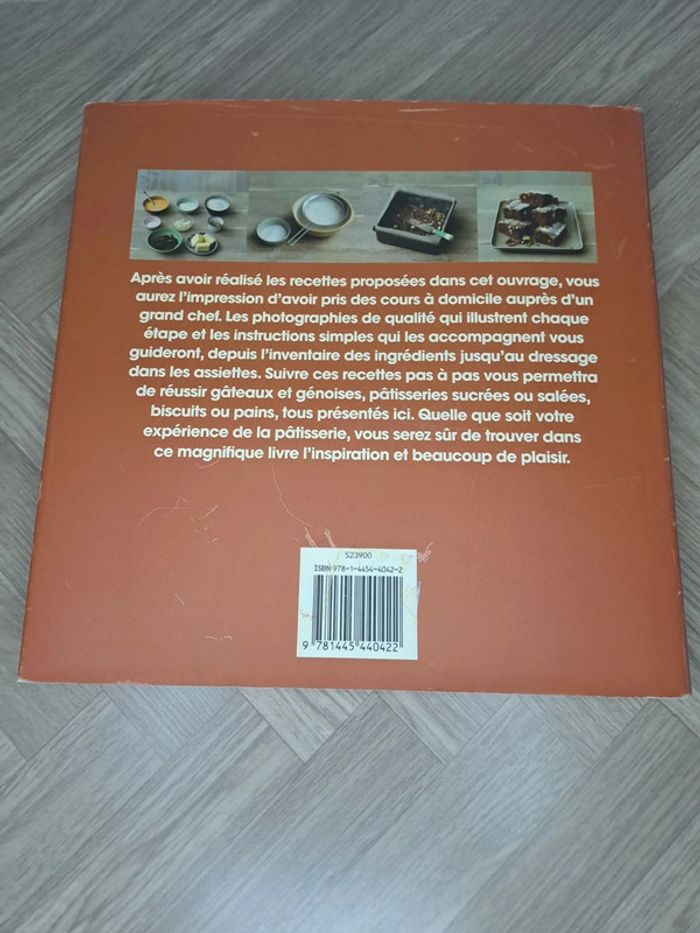 Après avoir réalisé les recettes proposées dans cet ouvrage, vous
aurez l'impression d'avoir pris des cours à domicile auprès d'un
grand chef. Les photographies de qualité qui illustrent chaque
étape et les instructions simples qui les accompagnent vous
guideront, depuis l'inventaire des ingrédients jusqu'au dressage
dans les assiettes. Suivre ces recettes pas à pas vous permettra
de réussir gâteaux et génoises, pâtisseries sucrées ou salées,
biscuits ou pains, tous présentés ici. Quelle que soit votre
expérience de la pâtisserie, vous serez sûr de trouver dans
ce magnifique livre l'inspiration et beaucoup de plaisir.
S23900
ISBN 978-1-4454-4042-2
9 781445 440422